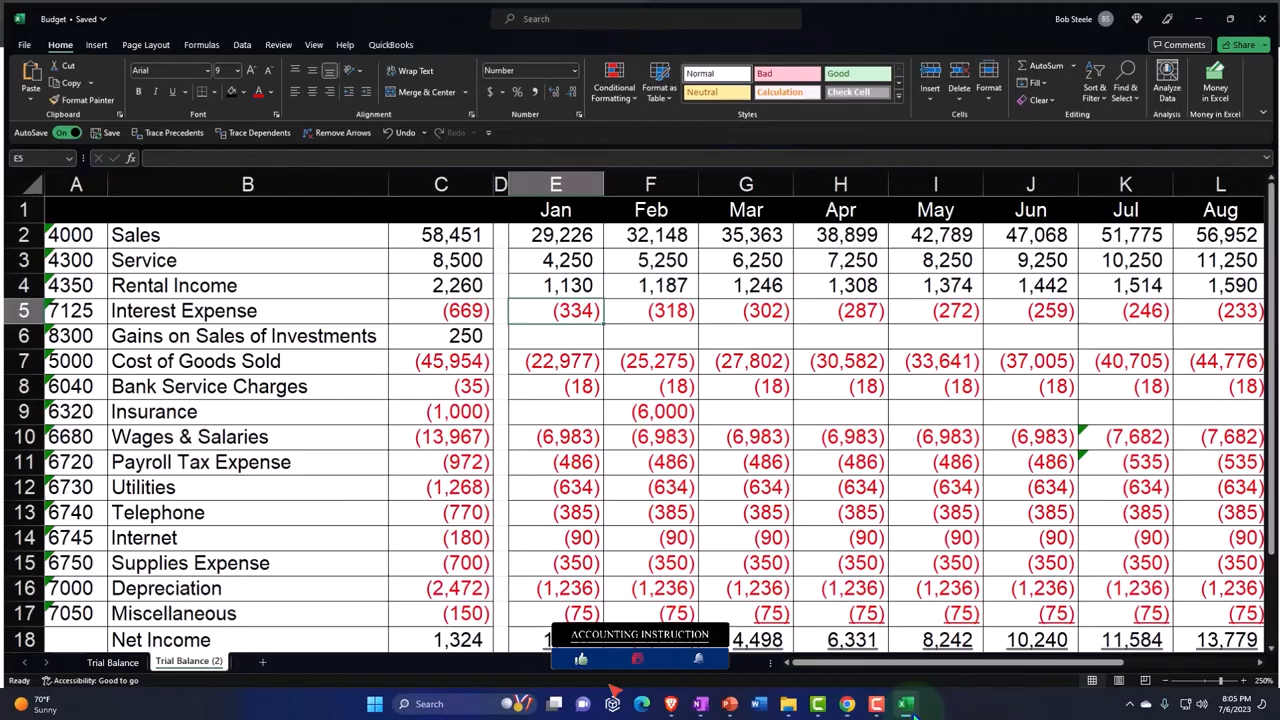 Budget • Saved
Search
Bob Steele BS
File Home Insert Page Layout Formulas Data Review View Help QuickBooks Comments Share
Paste Cut Copy Format Painter Arial 9 Wrap Text Merge & Center Number Conditional Formatting Format as Table Normal Bad Good Neutral Calculation Check Cell Insert Delete Format AutoSum Fill Clear Sort & Filter Find & Select Analyze Data Money in Excel
Clipboard Font Alignment Number Styles Cells Editing Analysis Money in Excel
AutoSave On Save Trace Precedents Trace Dependents Remove Arrows Undo Redo
E5 fx
A B C D E F G H I J K L
1 Jan Feb Mar Apr May Jun Jul Aug
2 4000 Sales 58,451 29,226 32,148 35,363 38,899 42,789 47,068 51,775 56,952
3 4300 Service 8,500 4,250 5,250 6,250 7,250 8,250 9,250 10,250 11,250
4 4350 Rental Income 2,260 1,130 1,187 1,246 1,308 1,374 1,442 1,514 1,590
5 7125 Interest Expense (669) (334) (318) (302) (287) (272) (259) (246) (233)
6 8300 Gains on Sales of Investments 250
7 5000 Cost of Goods Sold (45,954) (22,977) (25,275) (27,802) (30,582) (33,641) (37,005) (40,705) (44,776)
8 6040 Bank Service Charges (35) (18) (18) (18) (18) (18) (18) (18) (18)
9 6320 Insurance (1,000) (6,000)
10 6680 Wages & Salaries (13,967) (6,983) (6,983) (6,983) (6,983) (6,983) (6,983) (7,682) (7,682)
11 6720 Payroll Tax Expense (972) (486) (486) (486) (486) (486) (486) (535) (535)
12 6730 Utilities (1,268) (634) (634) (634) (634) (634) (634) (634) (634)
13 6740 Telephone (770) (385) (385) (385) (385) (385) (385) (385) (385)
14 6745 Internet (180) (90) (90) (90) (90) (90) (90) (90) (90)
15 6750 Supplies Expense (700) (350) (350) (350) (350) (350) (350) (350) (350)
16 7000 Depreciation (2,472) (1,236) (1,236) (1,236) (1,236) (1,236) (1,236) (1,236) (1,236)
17 7050 Miscellaneous (150) (75) (75) (75) (75) (75) (75) (75) (75)
18 Net Income 1,324 4,498 6,331 8,242 10,240 11,584 13,779
ACCOUNTING INSTRUCTION
Trial Balance Trial Balance (2)
Ready Accessibility: Good to go 250%
70°F
Sunny
Search
8:05 PM
7/6/2023